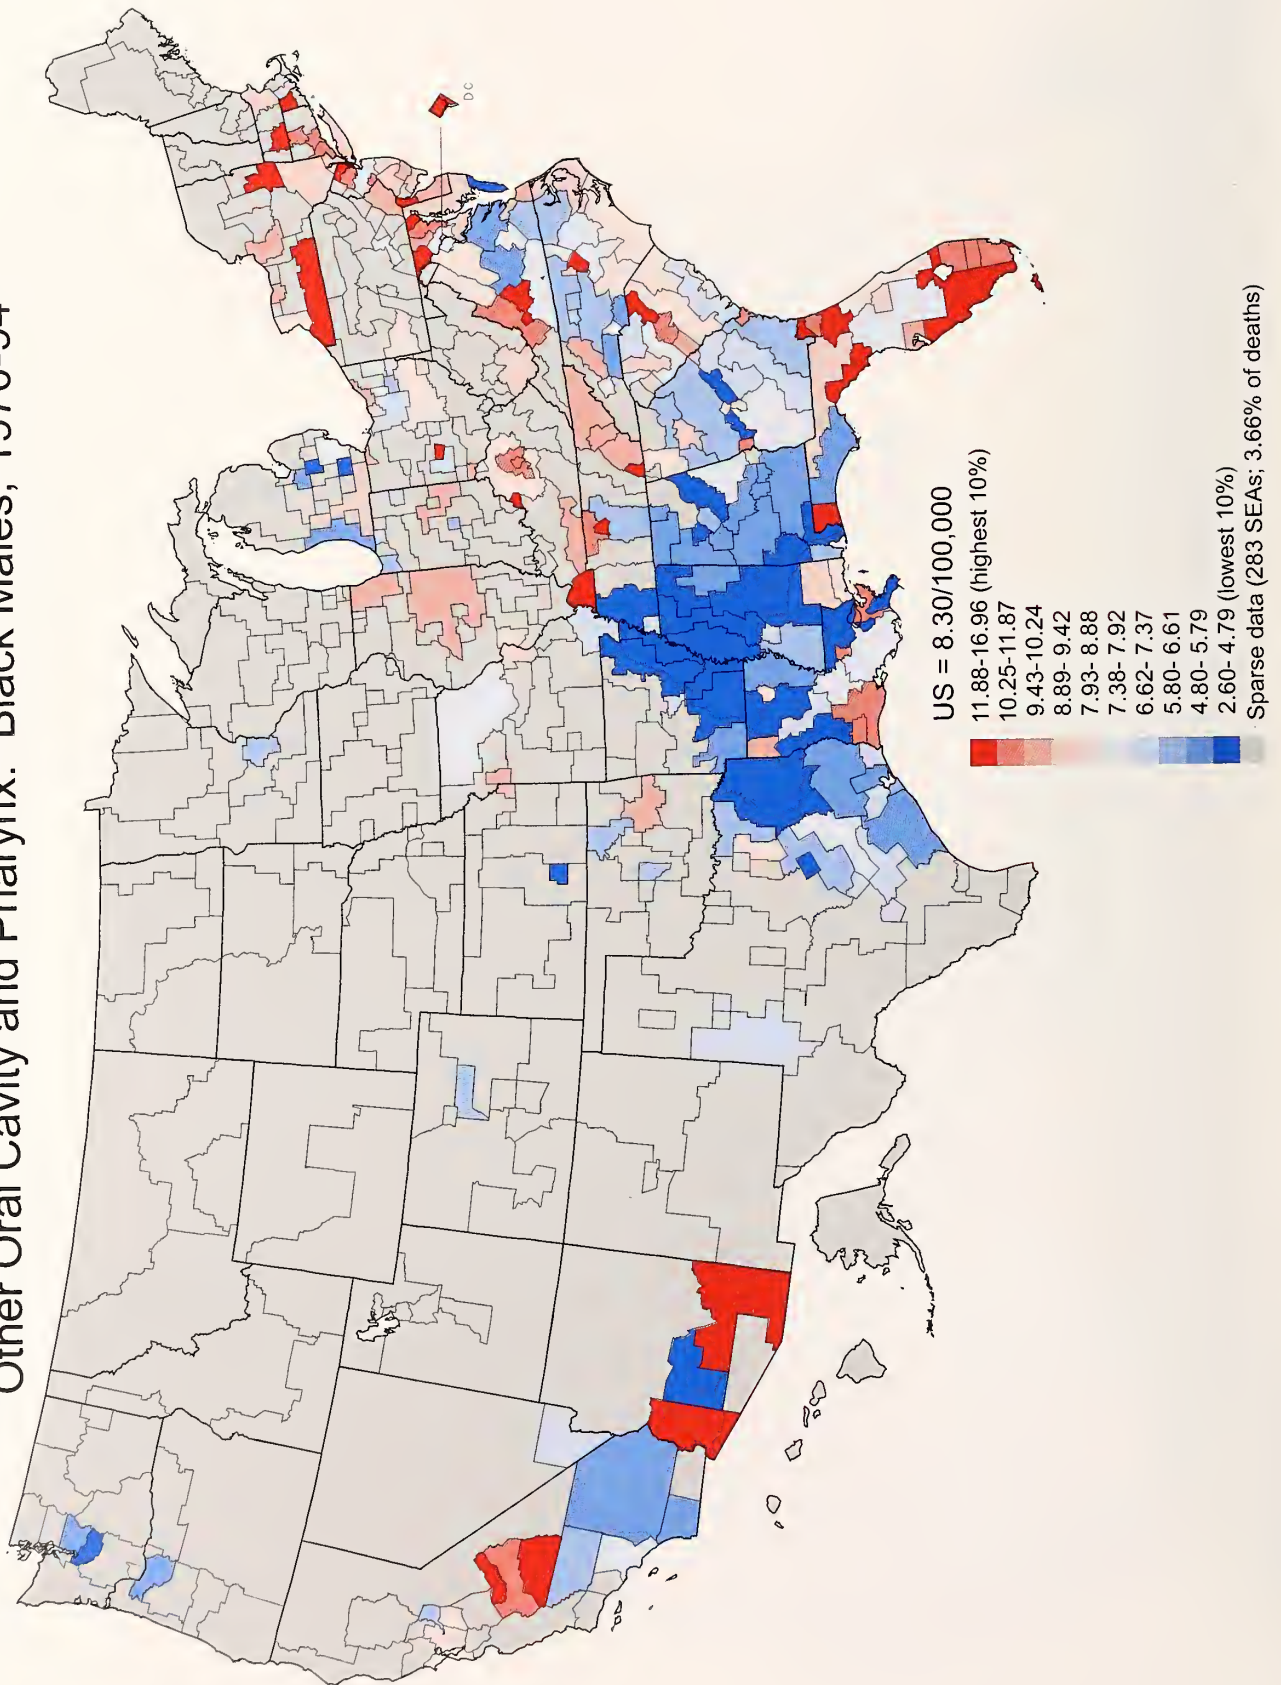 Other Oral Cavity and Pharynx: Black Males,
DC
US = 8.30/100,000
11.88-16.96 (highest 10%)
10.25-11.87
9.43-10.24
8.89- 9.42
7.93- 8.88
7.38- 7.92
6.62- 7.37
5.80- 6.61
4.80- 5.79
2.60- 4.79 (lowest 10%)
Sparse data (283 SEAs; 3.66% of deaths)